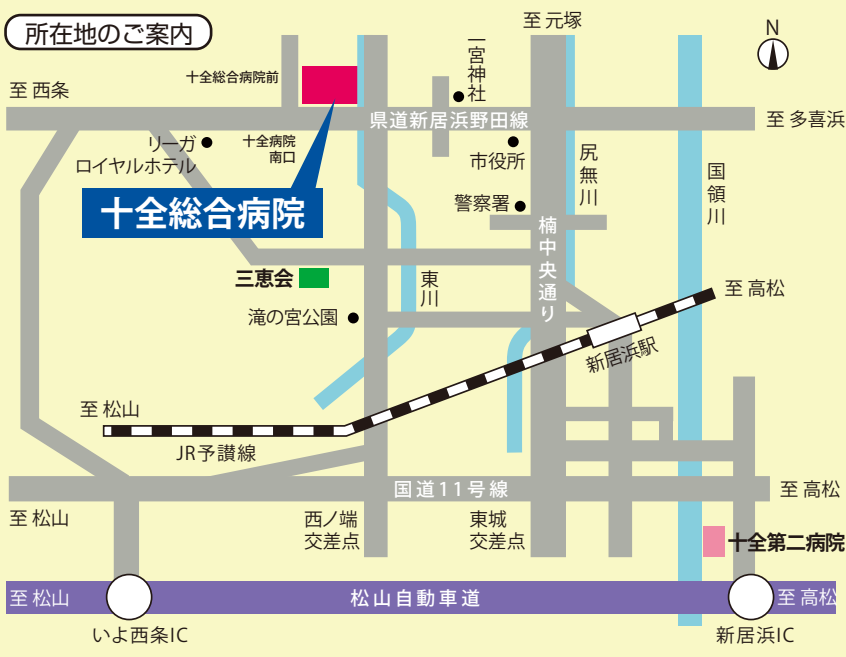 所在地のご案内
至 元塚
N
一宮神社
十全総合病院前
至 西条
県道新居浜野田線
至 多喜浜
リーガ
ロイヤルホテル
十全病院
南口
市役所
尻無川
国領川
十全総合病院
警察署
楠中央通り
三恵会
東川
至 高松
滝の宮公園
新居浜駅
至 松山
JR予讃線
国道11号線
至 高松
至 松山
西ノ端
交差点
東城
交差点
十全第二病院
至 松山
松山自動車道
至 高松
いよ西条IC
新居浜IC